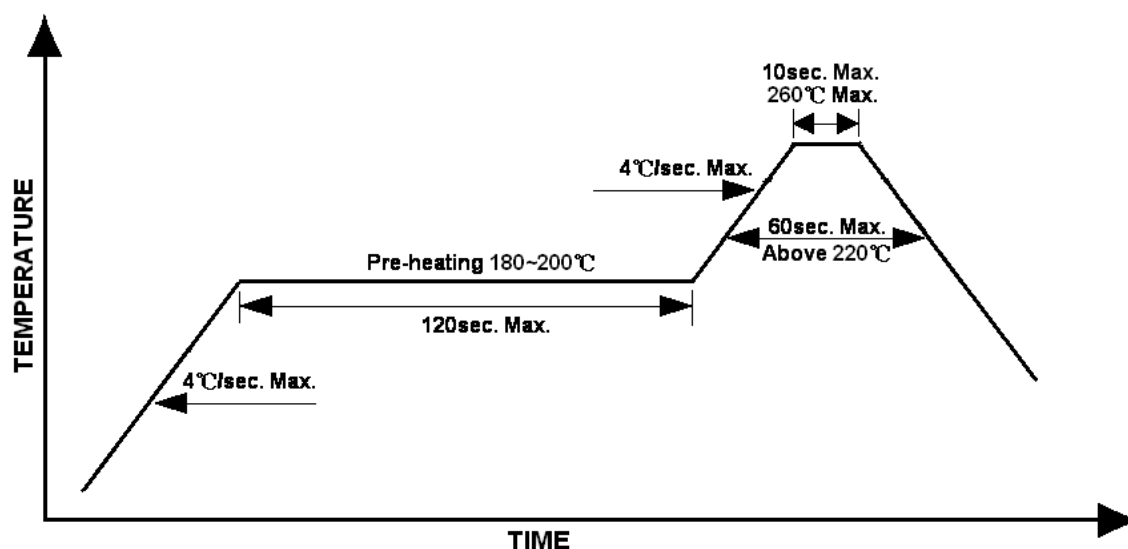 10sec. Max.
260℃ Max.
4℃/sec. Max.
60sec. Max.
Above 220℃
Pre-heating 180~200℃
120sec. Max.
4℃/sec. Max.
TEMPERATURE
TIME